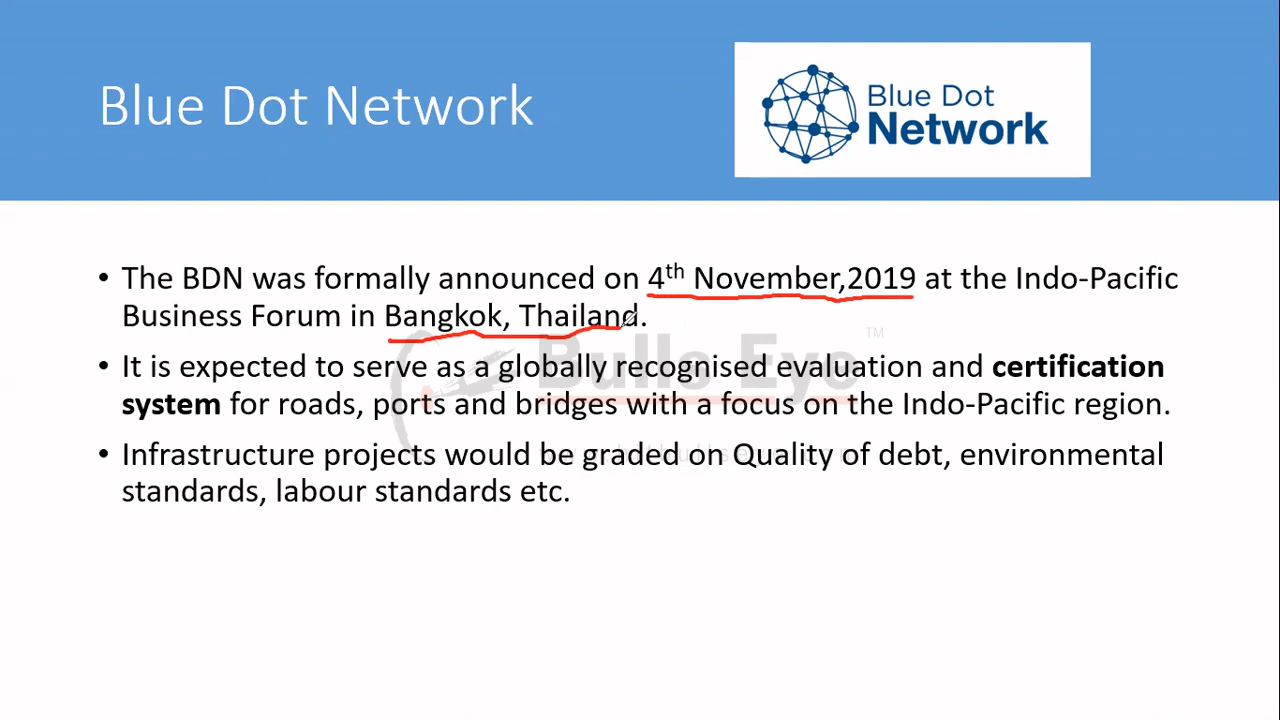 Blue Dot Network
Blue Dot
Network
• The BDN was formally announced on 4th November,2019 at the Indo-Pacific
Business Forum in Bangkok, Thailand.
• It is expected to serve as a globally recognised evaluation and certification
system for roads, ports and bridges with a focus on the Indo-Pacific region.
• Infrastructure projects would be graded on Quality of debt, environmental
standards, labour standards etc.
Bulls Eye
TM